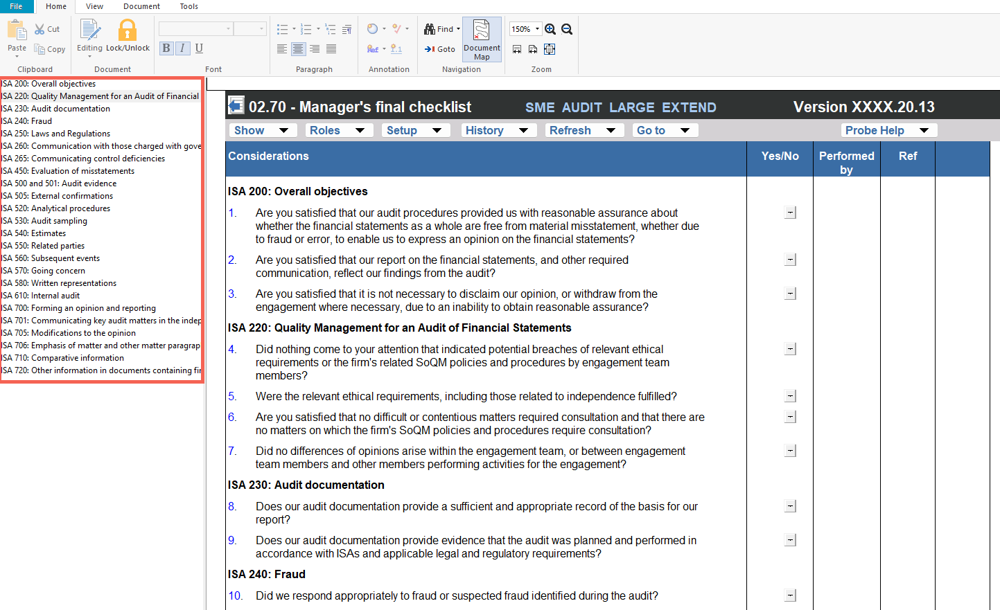 File Home View Document Tools
Cut
Copy
Paste
Editing Lock/Unlock
B I U
150%
Find
Goto
Document
Map
Ref
Clipboard Document Font Paragraph Annotation Navigation Zoom
ISA 200: Overall objectives
ISA 220: Quality Management for an Audit of Financial
ISA 230: Audit documentation
ISA 240: Fraud
ISA 250: Laws and Regulations
ISA 260: Communication with those charged with gove
ISA 265: Communicating control deficiencies
ISA 450: Evaluation of misstatements
ISA 500 and 501: Audit evidence
ISA 505: External confirmations
ISA 520: Analytical procedures
ISA 530: Audit sampling
ISA 540: Estimates
ISA 550: Related parties
ISA 560: Subsequent events
ISA 570: Going concern
ISA 580: Written representations
ISA 610: Internal audit
ISA 700: Forming an opinion and reporting
ISA 701: Communicating key audit matters in the indep
ISA 705: Modifications to the opinion
ISA 706: Emphasis of matter and other matter paragrap
ISA 710: Comparative information
ISA 720: Other information in documents containing fin
02.70 - Manager's final checklist SME AUDIT LARGE EXTEND Version XXXX.20.13
Show Roles Setup History Refresh Go to Probe Help
Considerations Yes/No Performed by Ref
ISA 200: Overall objectives
1. Are you satisfied that our audit procedures provided us with reasonable assurance about
whether the financial statements as a whole are free from material misstatement, whether due
to fraud or error, to enable us to express an opinion on the financial statements?
2. Are you satisfied that our report on the financial statements, and other required
communication, reflect our findings from the audit?
3. Are you satisfied that it is not necessary to disclaim our opinion, or withdraw from the
engagement where necessary, due to an inability to obtain reasonable assurance?
ISA 220: Quality Management for an Audit of Financial Statements
4. Did nothing come to your attention that indicated potential breaches of relevant ethical
requirements or the firm's related SoQM policies and procedures by engagement team
members?
5. Were the relevant ethical requirements, including those related to independence fulfilled?
6. Are you satisfied that no difficult or contentious matters required consultation and that there are
no matters on which the firm's SoQM policies and procedures require consultation?
7. Did no differences of opinions arise within the engagement team, or between engagement
team members and other members performing activities for the engagement?
ISA 230: Audit documentation
8. Does our audit documentation provide a sufficient and appropriate record of the basis for our
report?
9. Does our audit documentation provide evidence that the audit was planned and performed in
accordance with ISAs and applicable legal and regulatory requirements?
ISA 240: Fraud
10. Did we respond appropriately to fraud or suspected fraud identified during the audit?